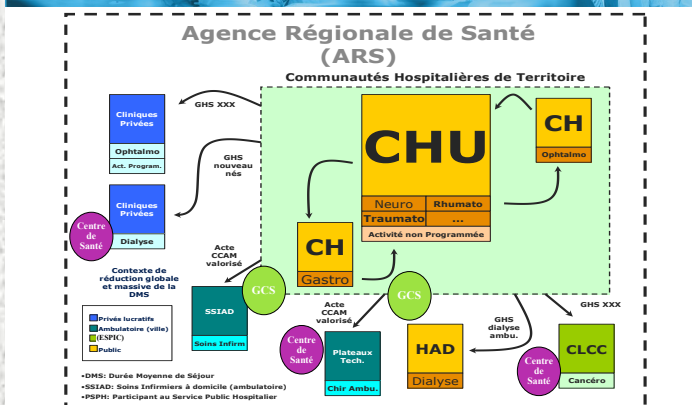 Agence Régionale de Santé
(ARS)
Communautés Hospitalières de Territoire
Cliniques
Privées
Ophtalmo
Act. Program.
GHS XXX
GHS
nouveau
nés
Cliniques
Privées
Dialyse
Centre
de
Santé
CHU
Neuro
Rhumato
Traumato
...
Activité non Programmée
CH
Ophtalmo
CH
Gastro
Acte
CCAM
valorisé
GCS
GCS
Contexte de
réduction globale
et massive de la
DMS
Privés lucratifs
Ambulatoire (ville)
(ESPIC)
Public
SSIAD
Soins Infirm
Acte
CCAM
valorisé
Centre
de
Santé
Plateaux
Tech.
Chir Ambu.
HAD
Dialyse
GHS
dialyse
ambu.
GHS XXX
Centre
de
Santé
CLCC
Cancéro
•DMS: Durée Moyenne de Séjour
•SSIAD: Soins Infirmiers à domicile (ambulatoire)
•PSPH: Participant au Service Public Hospitalier